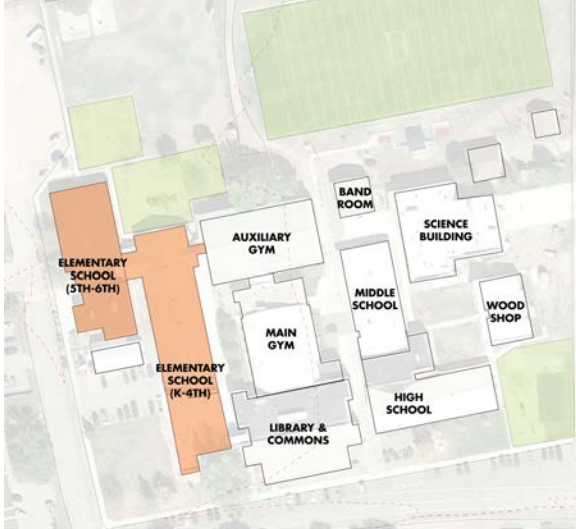 BAND
ROOM
SCIENCE
BUILDING
AUXILIARY
GYM
ELEMENTARY
SCHOOL
(5TH-6TH)
MIDDLE
SCHOOL
WOOD
SHOP
MAIN
GYM
ELEMENTARY
SCHOOL
(K-4TH)
HIGH
SCHOOL
LIBRARY &
COMMONS